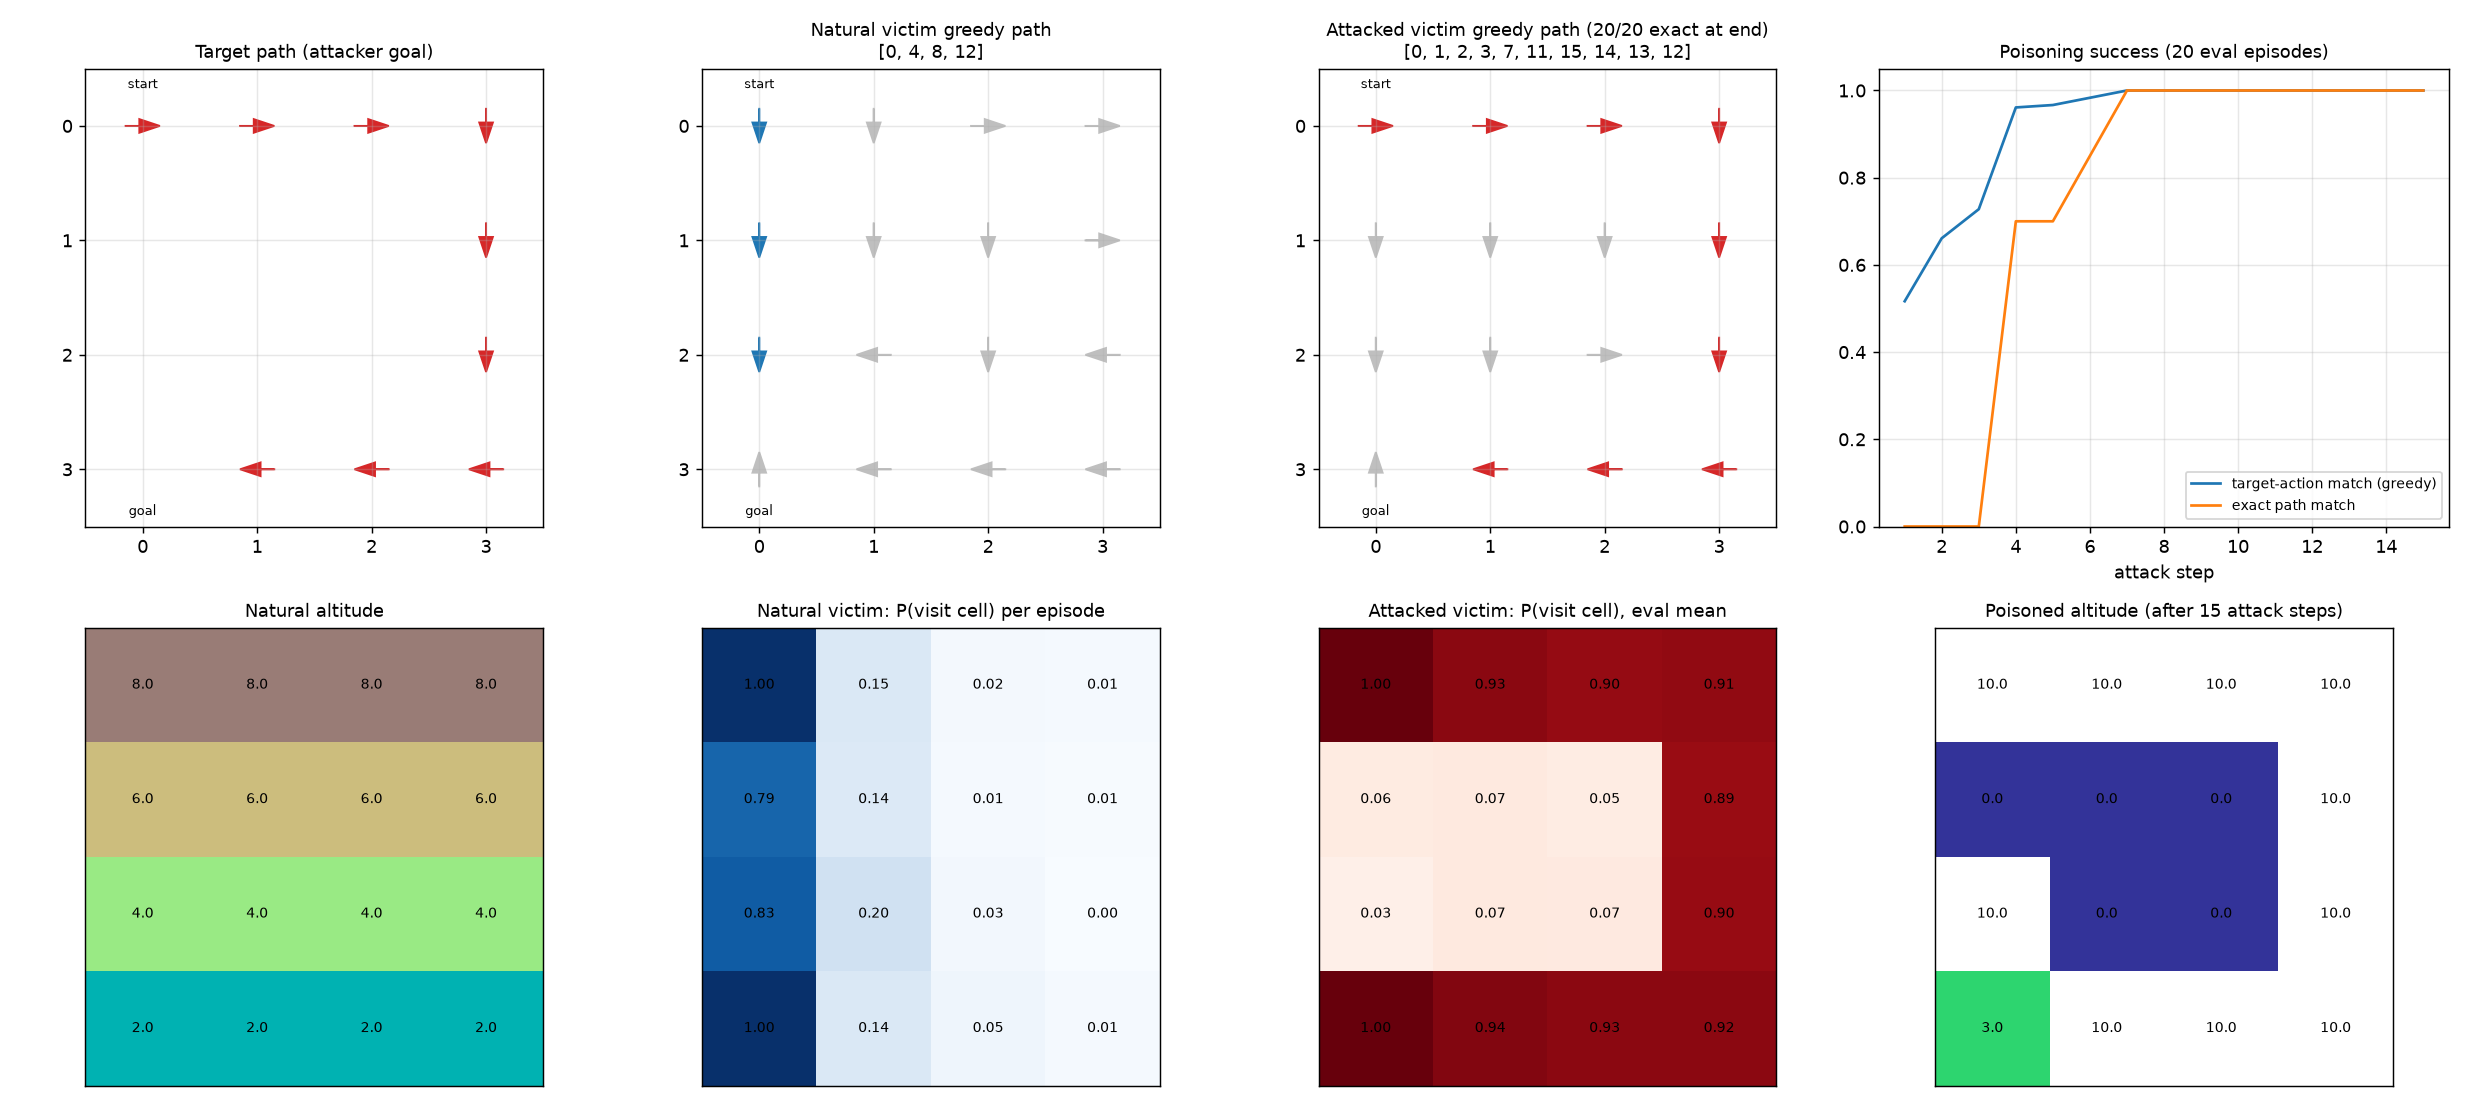 Target path (attacker goal)
start
0
1
2
3
goal
0 1 2 3
Natural victim greedy path
[0, 4, 8, 12]
start
0
1
2
3
goal
0 1 2 3
Attacked victim greedy path (20/20 exact at end)
[0, 1, 2, 3, 7, 11, 15, 14, 13, 12]
start
0
1
2
3
goal
0 1 2 3
Poisoning success (20 eval episodes)
1.0
0.8
0.6
0.4
0.2
0.0
target-action match (greedy)
exact path match
2 4 6 8 10 12 14
attack step
Natural altitude
8.0 8.0 8.0 8.0
6.0 6.0 6.0 6.0
4.0 4.0 4.0 4.0
2.0 2.0 2.0 2.0
Natural victim: P(visit cell) per episode
1.00 0.15 0.02 0.01
0.79 0.14 0.01 0.01
0.83 0.20 0.03 0.00
1.00 0.14 0.05 0.01
Attacked victim: P(visit cell), eval mean
1.00 0.93 0.90 0.91
0.06 0.07 0.05 0.89
0.03 0.07 0.07 0.90
1.00 0.94 0.93 0.92
Poisoned altitude (after 15 attack steps)
10.0 10.0 10.0 10.0
0.0 0.0 0.0 10.0
10.0 0.0 0.0 10.0
3.0 10.0 10.0 10.0